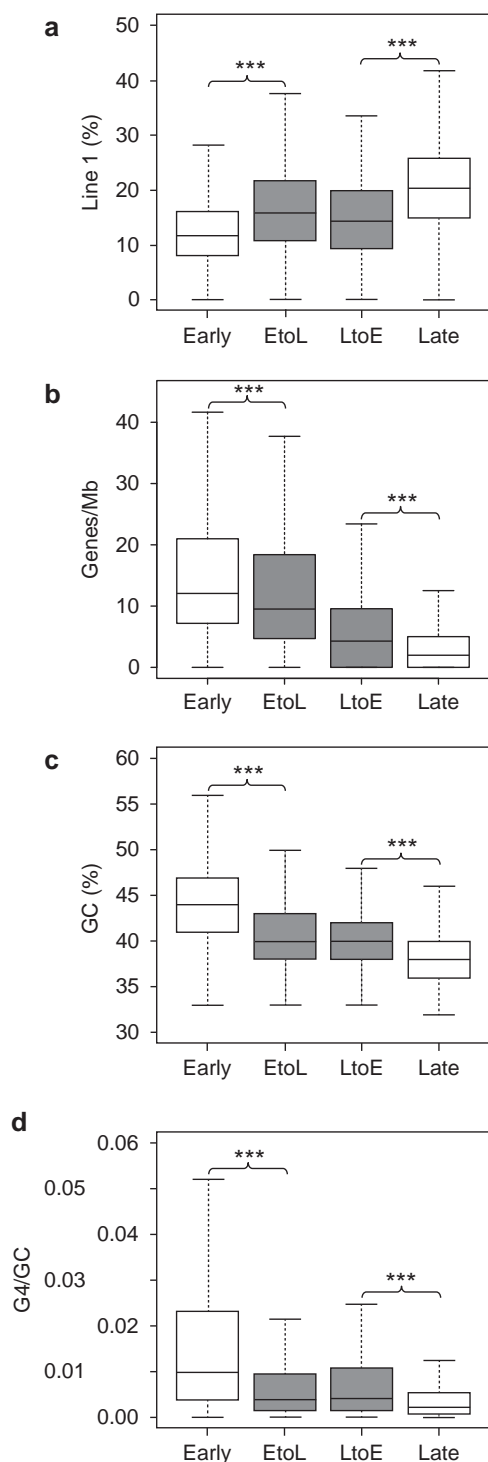 a
Line 1 (%)
50
40
30
20
10
0
***
***
Early EtoL LtoE Late
b
Genes/Mb
40
30
20
10
0
***
***
Early EtoL LtoE Late
c
GC (%)
60
55
50
45
40
35
30
***
***
Early EtoL LtoE Late
d
G4/GC
0.06
0.05
0.04
0.03
0.02
0.01
0.00
***
***
Early EtoL LtoE Late